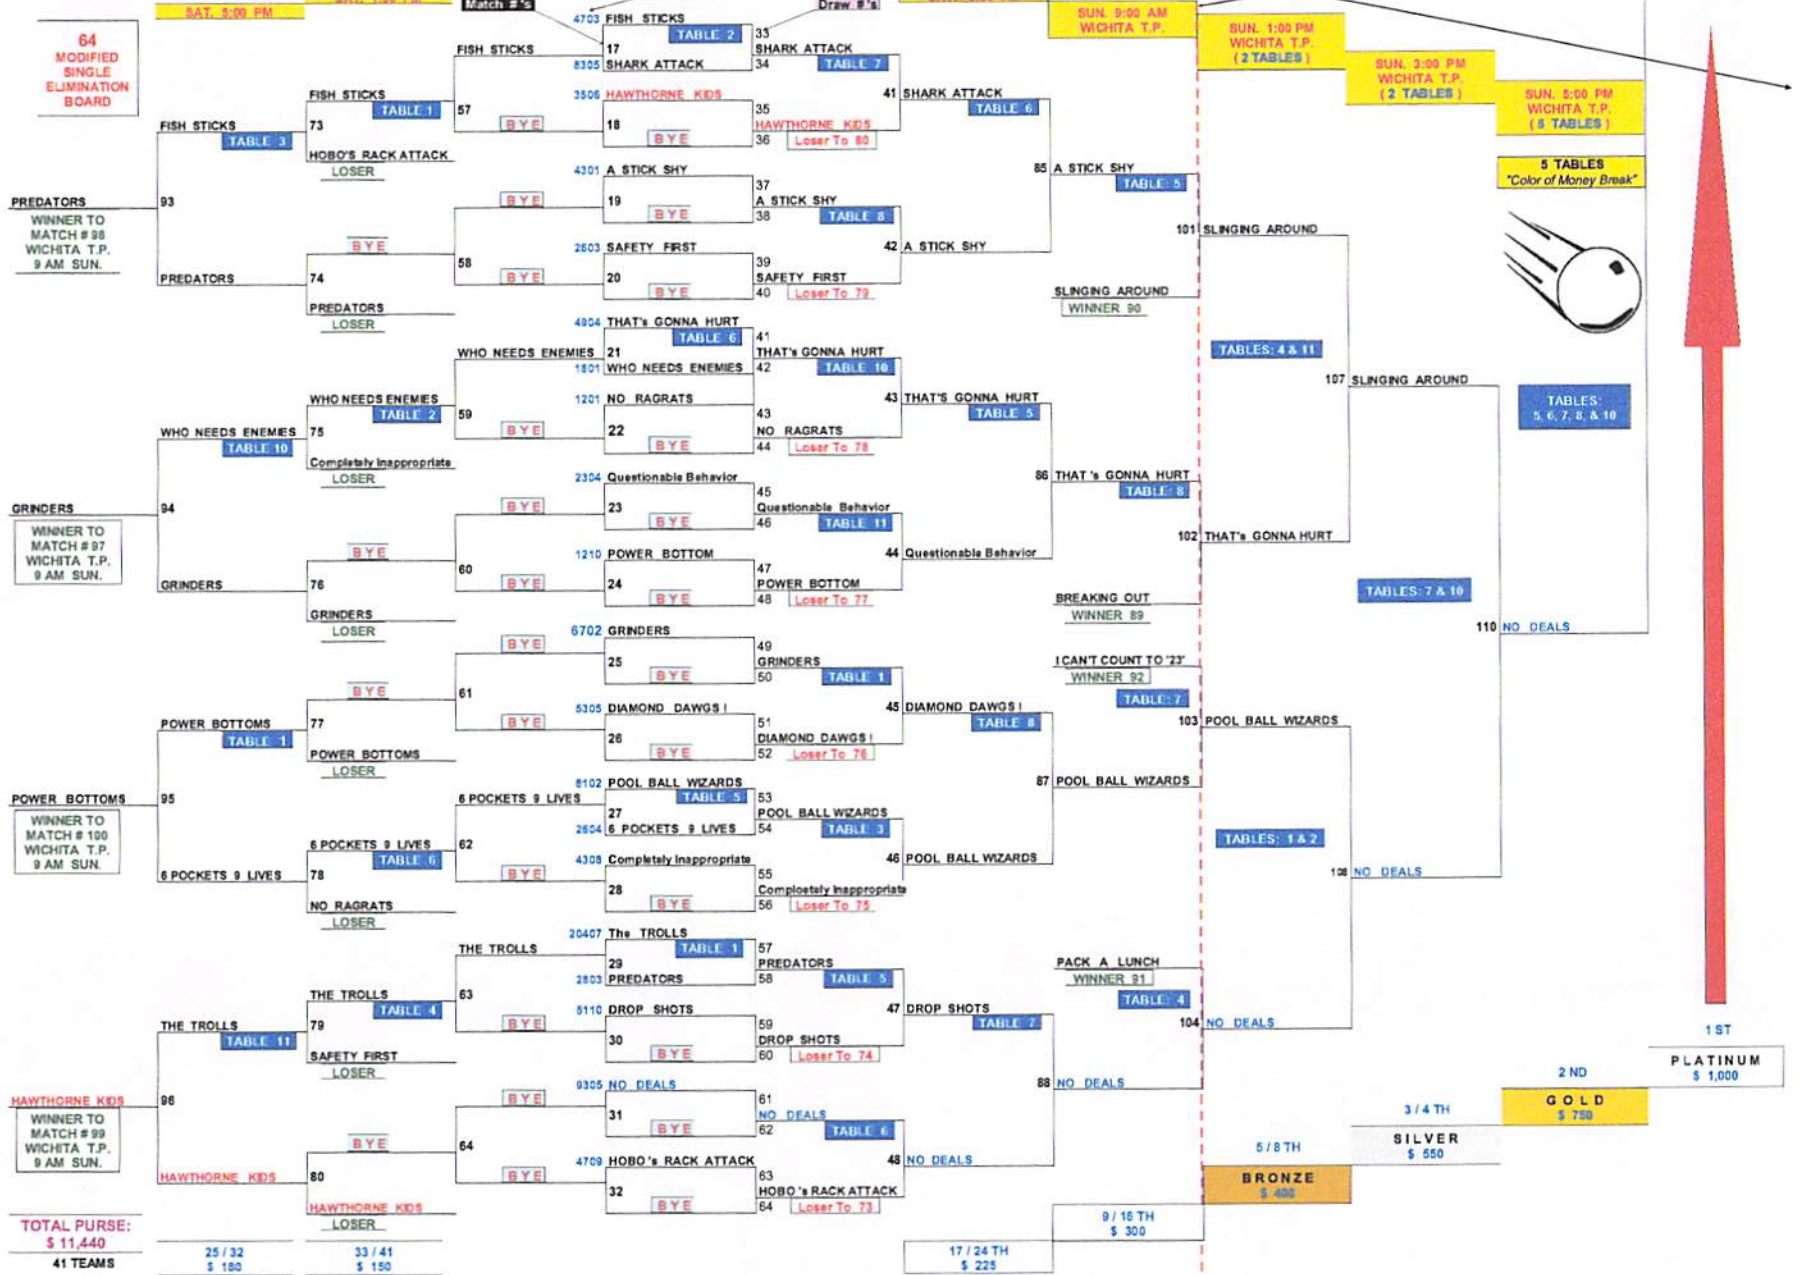 SAT. 5:00 PM
Match #'s
Draw #'s
64
MODIFIED
SINGLE
ELIMINATION
BOARD
SUN. 9:00 AM
WICHITA T.P.
SUN. 1:00 PM
WICHITA T.P.
( 2 TABLES )
SUN. 3:00 PM
WICHITA T.P.
( 2 TABLES )
SUN. 5:00 PM
WICHITA T.P.
( 5 TABLES )
5 TABLES
"Color of Money Break"
PREDATORS
WINNER TO
MATCH # 98
WICHITA T.P.
9 AM SUN.
GRINDERS
WINNER TO
MATCH # 97
WICHITA T.P.
9 AM SUN.
POWER BOTTOMS
WINNER TO
MATCH # 100
WICHITA T.P.
9 AM SUN.
HAWTHORNE KIDS
WINNER TO
MATCH # 99
WICHITA T.P.
9 AM SUN.
TOTAL PURSE:
$ 11,440
41 TEAMS
FISH STICKS
TABLE 3
93
PREDATORS
WHO NEEDS ENEMIES
TABLE 10
94
GRINDERS
POWER BOTTOMS
TABLE 1
95
6 POCKETS 9 LIVES
THE TROLLS
TABLE 11
96
HAWTHORNE KIDS
25 / 32
$ 180
FISH STICKS
TABLE 1
73
HOBO'S RACK ATTACK
LOSER
BYE
74
PREDATORS
LOSER
WHO NEEDS ENEMIES
TABLE 2
75
Completely Inappropriate
LOSER
BYE
76
GRINDERS
LOSER
BYE
77
POWER BOTTOMS
LOSER
6 POCKETS 9 LIVES
TABLE 6
78
NO RAGRATS
LOSER
THE TROLLS
TABLE 4
79
SAFETY FIRST
LOSER
BYE
80
HAWTHORNE KIDS
LOSER
33 / 41
$ 150
FISH STICKS
57
BYE
BYE
58
BYE
WHO NEEDS ENEMIES
59
BYE
BYE
60
BYE
BYE
61
BYE
6 POCKETS 9 LIVES
62
BYE
THE TROLLS
63
BYE
BYE
64
BYE
4703 FISH STICKS
TABLE 2
17
8305 SHARK ATTACK
3506 HAWTHORNE KIDS
18
BYE
4301 A STICK SHY
19
BYE
2603 SAFETY FIRST
20
BYE
4904 THAT's GONNA HURT
TABLE 6
21
1801 WHO NEEDS ENEMIES
1201 NO RAGRATS
22
BYE
2304 Questionable Behavior
23
BYE
1210 POWER BOTTOM
24
BYE
6702 GRINDERS
25
BYE
5305 DIAMOND DAWGS !
26
BYE
POOL BALL WIZARDS
TABLE 5
27
2604 6 POCKETS 9 LIVES
4308 Completely Inappropriate
28
BYE
20407 The TROLLS
TABLE 1
29
2803 PREDATORS
5110 DROP SHOTS
30
BYE
9305 NO DEALS
31
BYE
4709 HOBO's RACK ATTACK
32
BYE
33
SHARK ATTACK
34 TABLE 7
35
HAWTHORNE KIDS
36 Loser To 80
37
A STICK SHY
38 TABLE 8
39
SAFETY FIRST
40 Loser To 79
41
THAT's GONNA HURT
42 TABLE 10
43
NO RAGRATS
44 Loser To 78
45
Questionable Behavior
46 TABLE 11
47
POWER BOTTOM
48 Loser To 77
49
GRINDERS
50 TABLE 1
51
DIAMOND DAWGS !
52 Loser To 76
53
POOL BALL WIZARDS
54 TABLE 3
55
Comploetely Inappropriate
56 Loser To 75
57
PREDATORS
58 TABLE 5
59
DROP SHOTS
60 Loser To 74
61
NO DEALS
62 TABLE 6
63
HOBO 's RACK ATTACK
64 Loser To 73
41 SHARK ATTACK
TABLE 6
42 A STICK SHY
43 THAT'S GONNA HURT
TABLE 5
44 Questionable Behavior
45 DIAMOND DAWGS !
TABLE 8
46 POOL BALL WIZARDS
47 DROP SHOTS
TABLE 7
48 NO DEALS
17 / 24 TH
$ 225
85 A STICK SHY
TABLE: 5
SLINGING AROUND
WINNER 90
86 THAT 's GONNA HURT
TABLE: 8
BREAKING OUT
WINNER 89
I CAN'T COUNT TO '23'
WINNER 92
TABLE: 7
87 POOL BALL WIZARDS
PACK A LUNCH
WINNER 91
TABLE: 4
88 NO DEALS
9 / 16 TH
$ 300
101 SLINGING AROUND
TABLES: 4 & 11
102 THAT's GONNA HURT
103 POOL BALL WIZARDS
TABLES: 1 & 2
104 NO DEALS
5 / 8 TH
BRONZE
$ 400
107 SLINGING AROUND
TABLES: 7 & 10
108 NO DEALS
3 / 4 TH
SILVER
$ 550
TABLES:
5, 6, 7, 8, & 10
110 NO DEALS
2 ND
GOLD
$ 750
1 ST
PLATINUM
$ 1,000